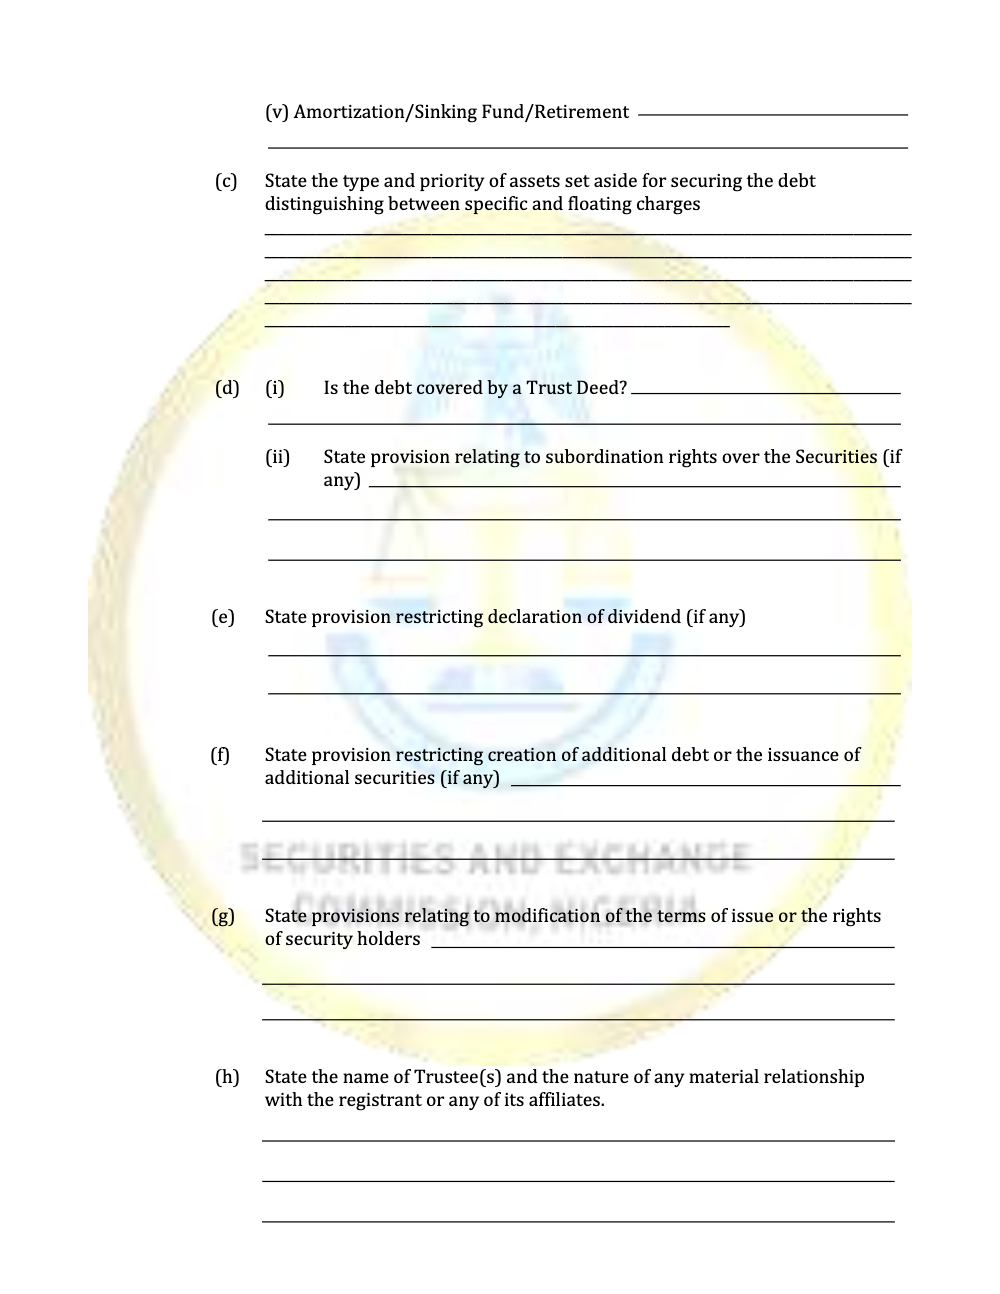 (v) Amortization/Sinking Fund/Retirement
(c) State the type and priority of assets set aside for securing the debt
distinguishing between specific and floating charges
(d) (i) Is the debt covered by a Trust Deed?
(ii) State provision relating to subordination rights over the Securities (if
any)
(e) State provision restricting declaration of dividend (if any)
(f) State provision restricting creation of additional debt or the issuance of
additional securities (if any)
SECURITIES AND EXCHANGE
COMMISSION, NIGERIA
(g) State provisions relating to modification of the terms of issue or the rights
of security holders
(h) State the name of Trustee(s) and the nature of any material relationship
with the registrant or any of its affiliates.